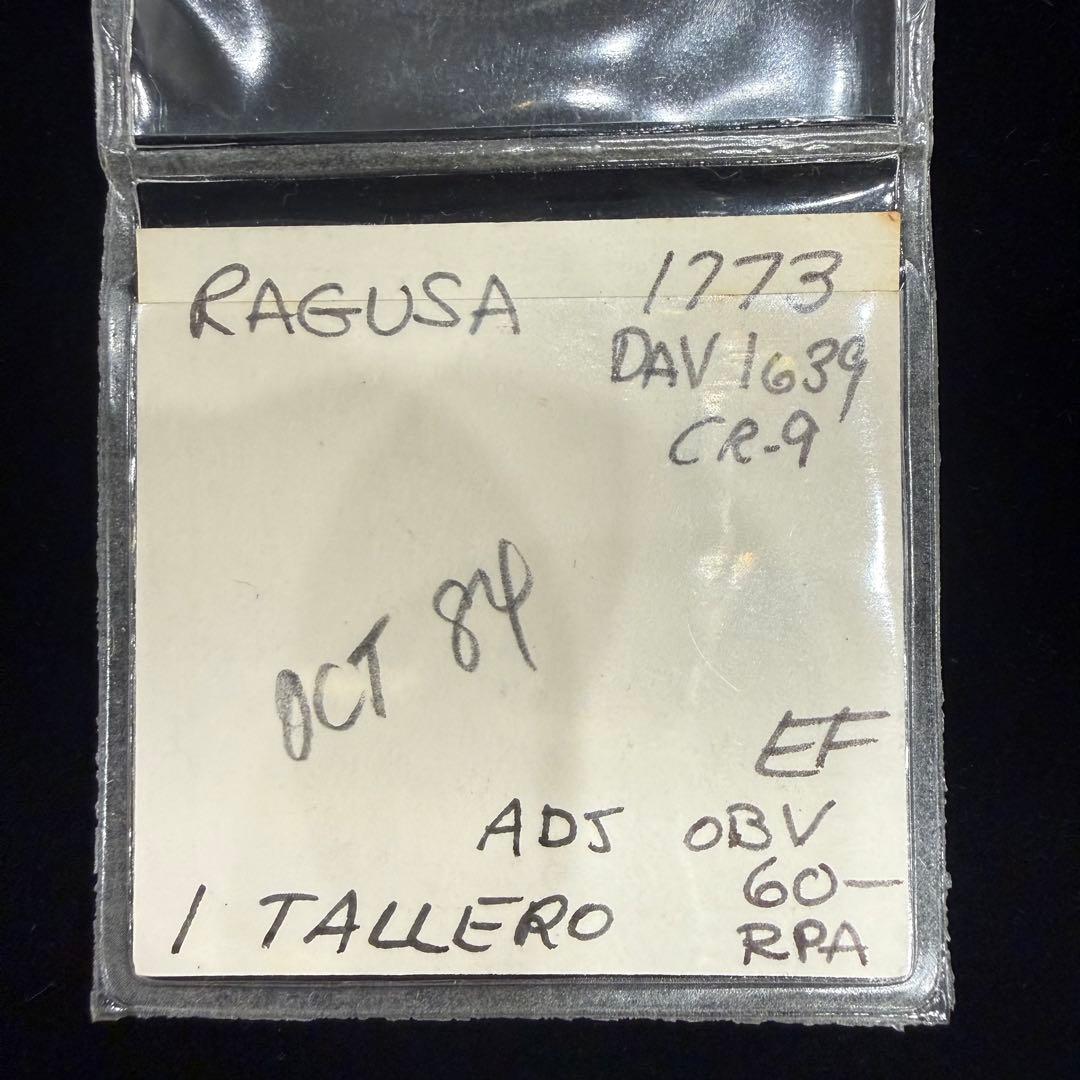 RAGUSA 1773
DAV 1639
CR-9
OCT 84
EF
ADJ OBV
60—
1 TALLERO RPA